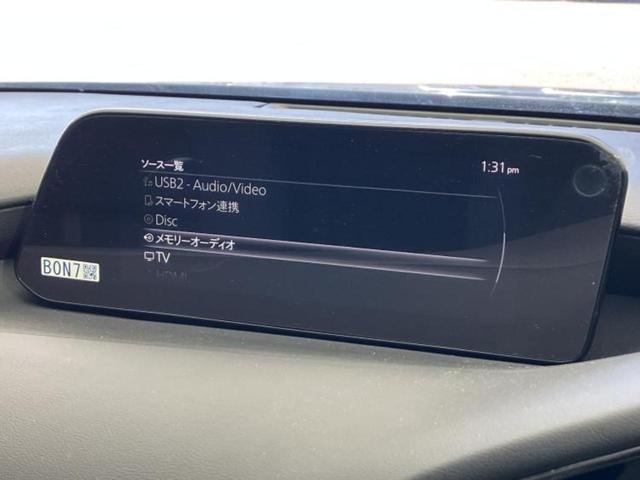 ソース一覧
1:31 pm
USB2 - Audio/Video
スマートフォン連携
Disc
メモリーオーディオ
TV
HDMI
BON7